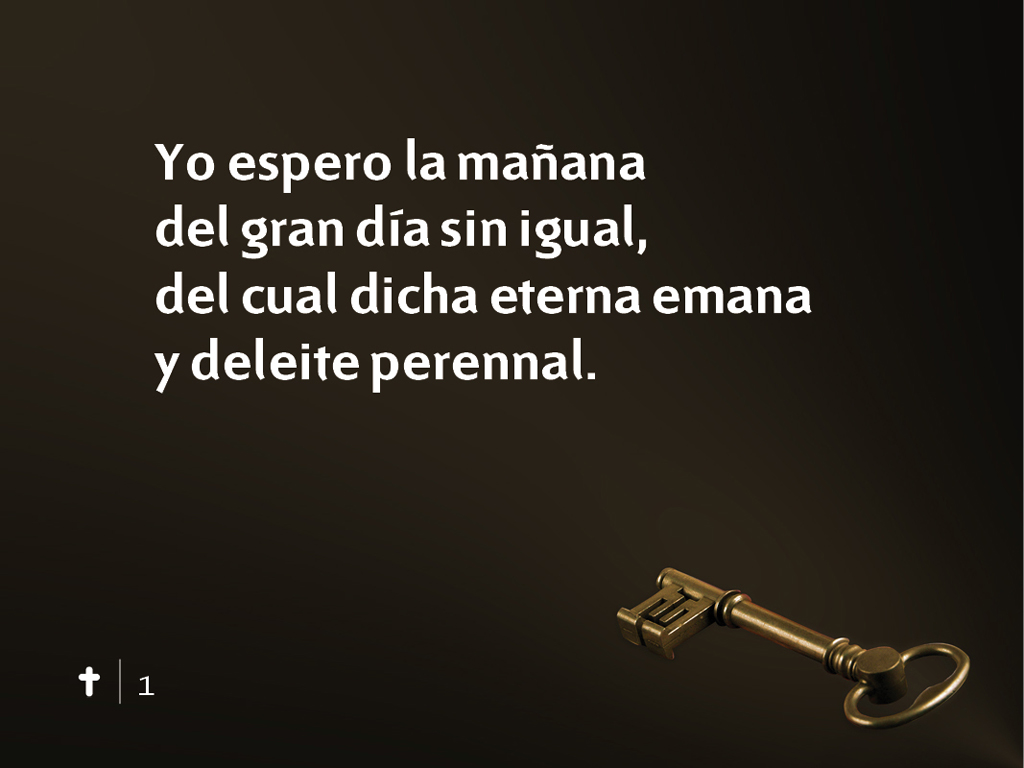 Yo espero la mañana
del gran día sin igual,
del cual dicha eterna emana
y deleite perennal.
1